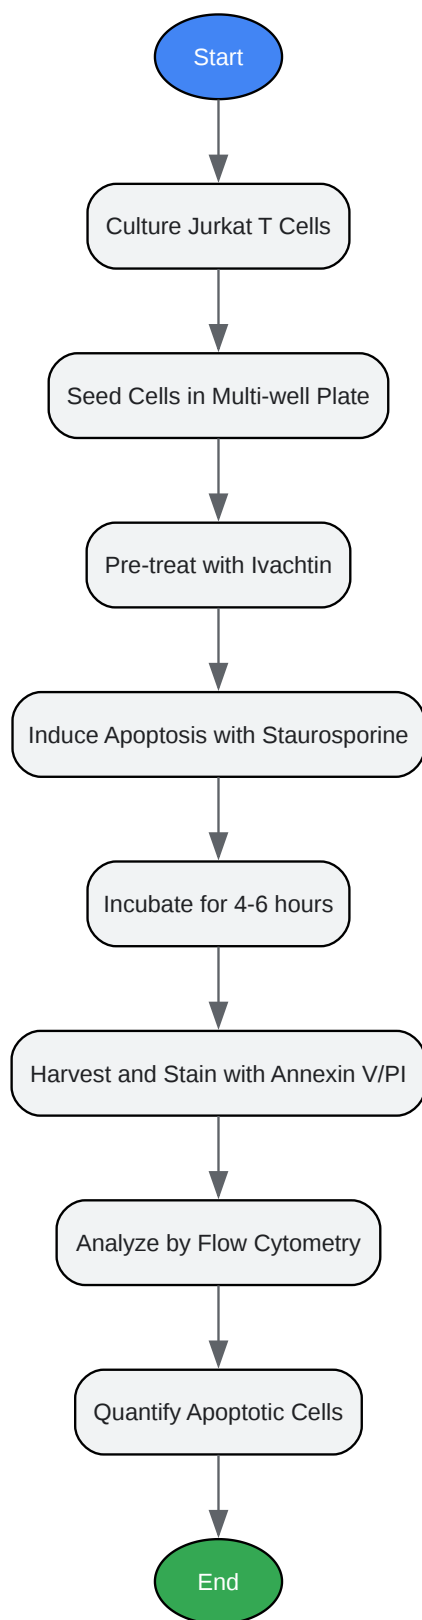 Start
Culture Jurkat T Cells
Seed Cells in Multi-well Plate
Pre-treat with Ivachtin
Induce Apoptosis with Staurosporine
Incubate for 4-6 hours
Harvest and Stain with Annexin V/PI
Analyze by Flow Cytometry
Quantify Apoptotic Cells
End